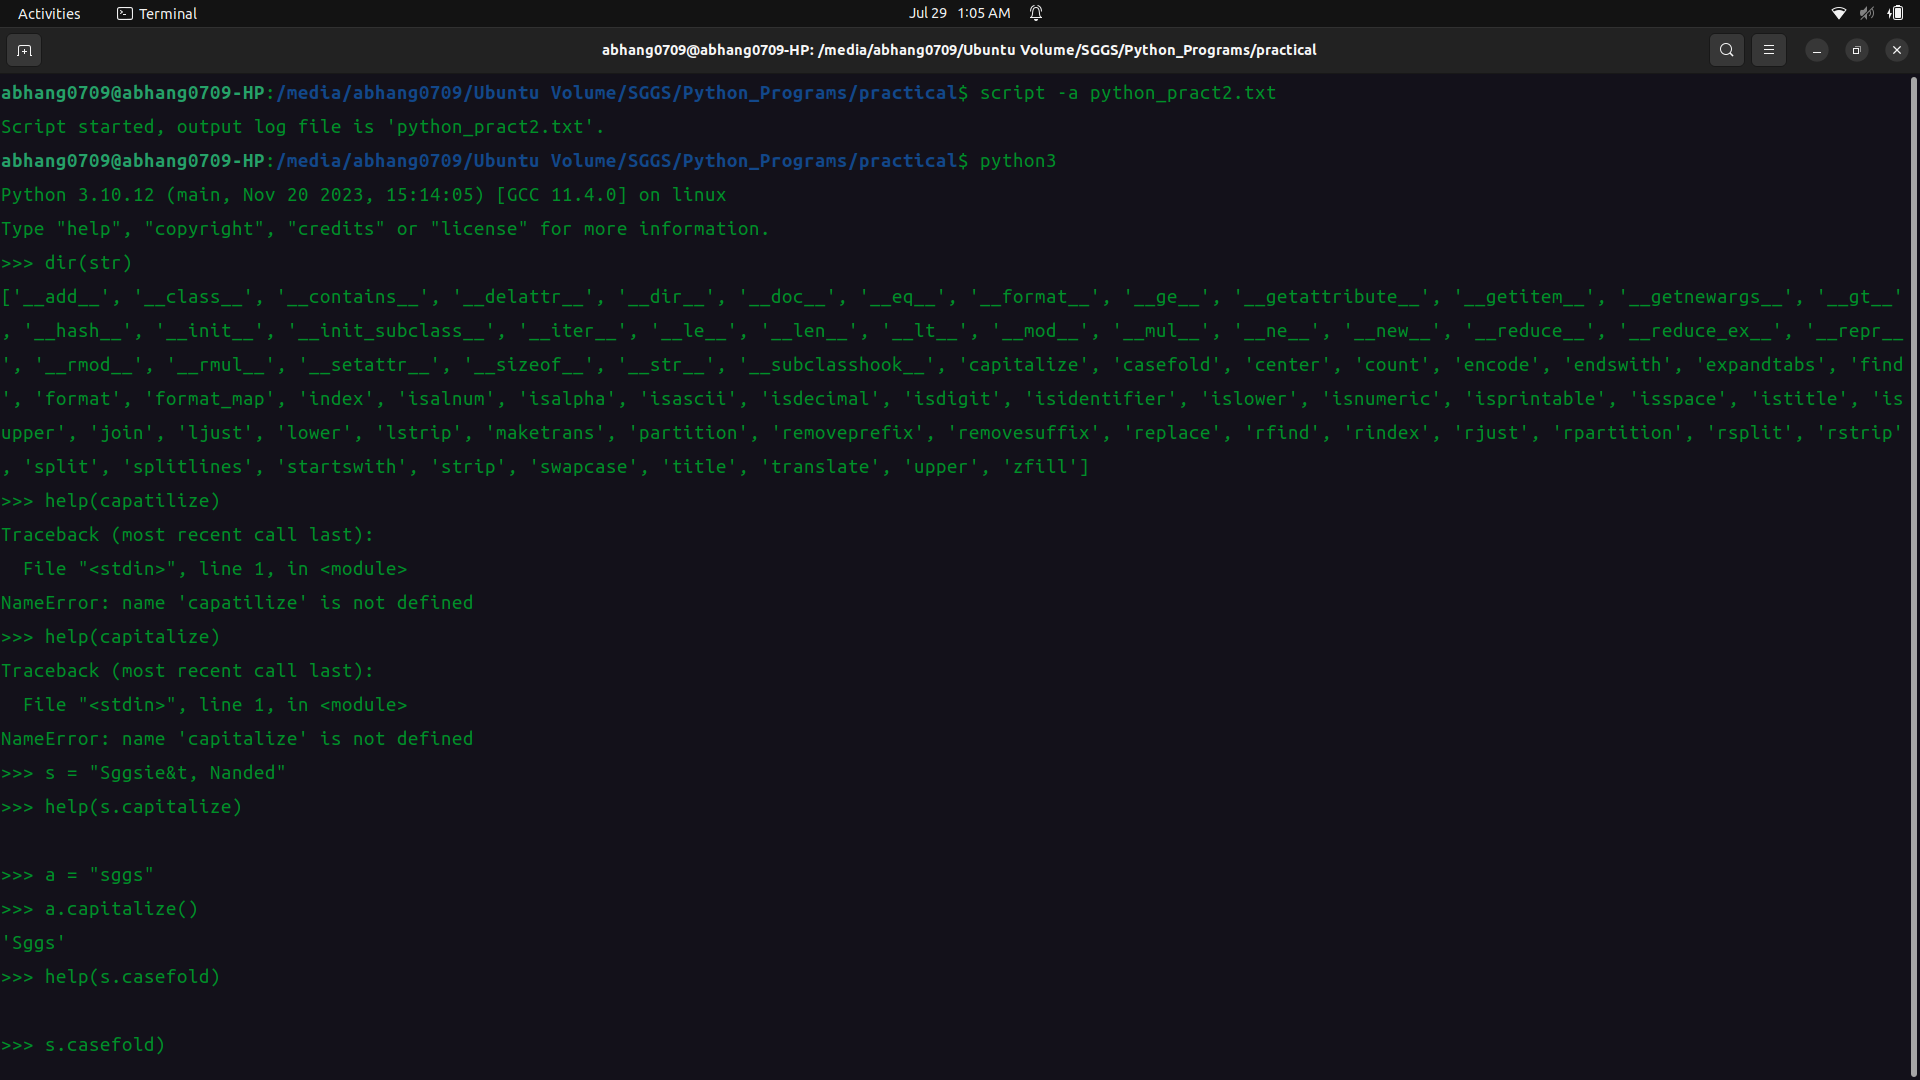 Activities Terminal Jul 29 1:05 AM
abhang0709@abhang0709-HP: /media/abhang0709/Ubuntu Volume/SGGS/Python_Programs/practical
abhang0709@abhang0709-HP:/media/abhang0709/Ubuntu Volume/SGGS/Python_Programs/practical$ script -a python_pract2.txt
Script started, output log file is 'python_pract2.txt'.
abhang0709@abhang0709-HP:/media/abhang0709/Ubuntu Volume/SGGS/Python_Programs/practical$ python3
Python 3.10.12 (main, Nov 20 2023, 15:14:05) [GCC 11.4.0] on linux
Type "help", "copyright", "credits" or "license" for more information.
>>> dir(str)
['__add__', '__class__', '__contains__', '__delattr__', '__dir__', '__doc__', '__eq__', '__format__', '__ge__', '__getattribute__', '__getitem__', '__getnewargs__', '__gt__'
, '__hash__', '__init__', '__init_subclass__', '__iter__', '__le__', '__len__', '__lt__', '__mod__', '__mul__', '__ne__', '__new__', '__reduce__', '__reduce_ex__', '__repr__
', '__rmod__', '__rmul__', '__setattr__', '__sizeof__', '__str__', '__subclasshook__', 'capitalize', 'casefold', 'center', 'count', 'encode', 'endswith', 'expandtabs', 'find
', 'format', 'format_map', 'index', 'isalnum', 'isalpha', 'isascii', 'isdecimal', 'isdigit', 'isidentifier', 'islower', 'isnumeric', 'isprintable', 'isspace', 'istitle', 'is
upper', 'join', 'ljust', 'lower', 'lstrip', 'maketrans', 'partition', 'removeprefix', 'removesuffix', 'replace', 'rfind', 'rindex', 'rjust', 'rpartition', 'rsplit', 'rstrip'
, 'split', 'splitlines', 'startswith', 'strip', 'swapcase', 'title', 'translate', 'upper', 'zfill']
>>> help(capatilize)
Traceback (most recent call last):
  File "<stdin>", line 1, in <module>
NameError: name 'capatilize' is not defined
>>> help(capitalize)
Traceback (most recent call last):
  File "<stdin>", line 1, in <module>
NameError: name 'capitalize' is not defined
>>> s = "Sggsie&t, Nanded"
>>> help(s.capitalize)
>>> a = "sggs"
>>> a.capitalize()
'Sggs'
>>> help(s.casefold)
>>> s.casefold)